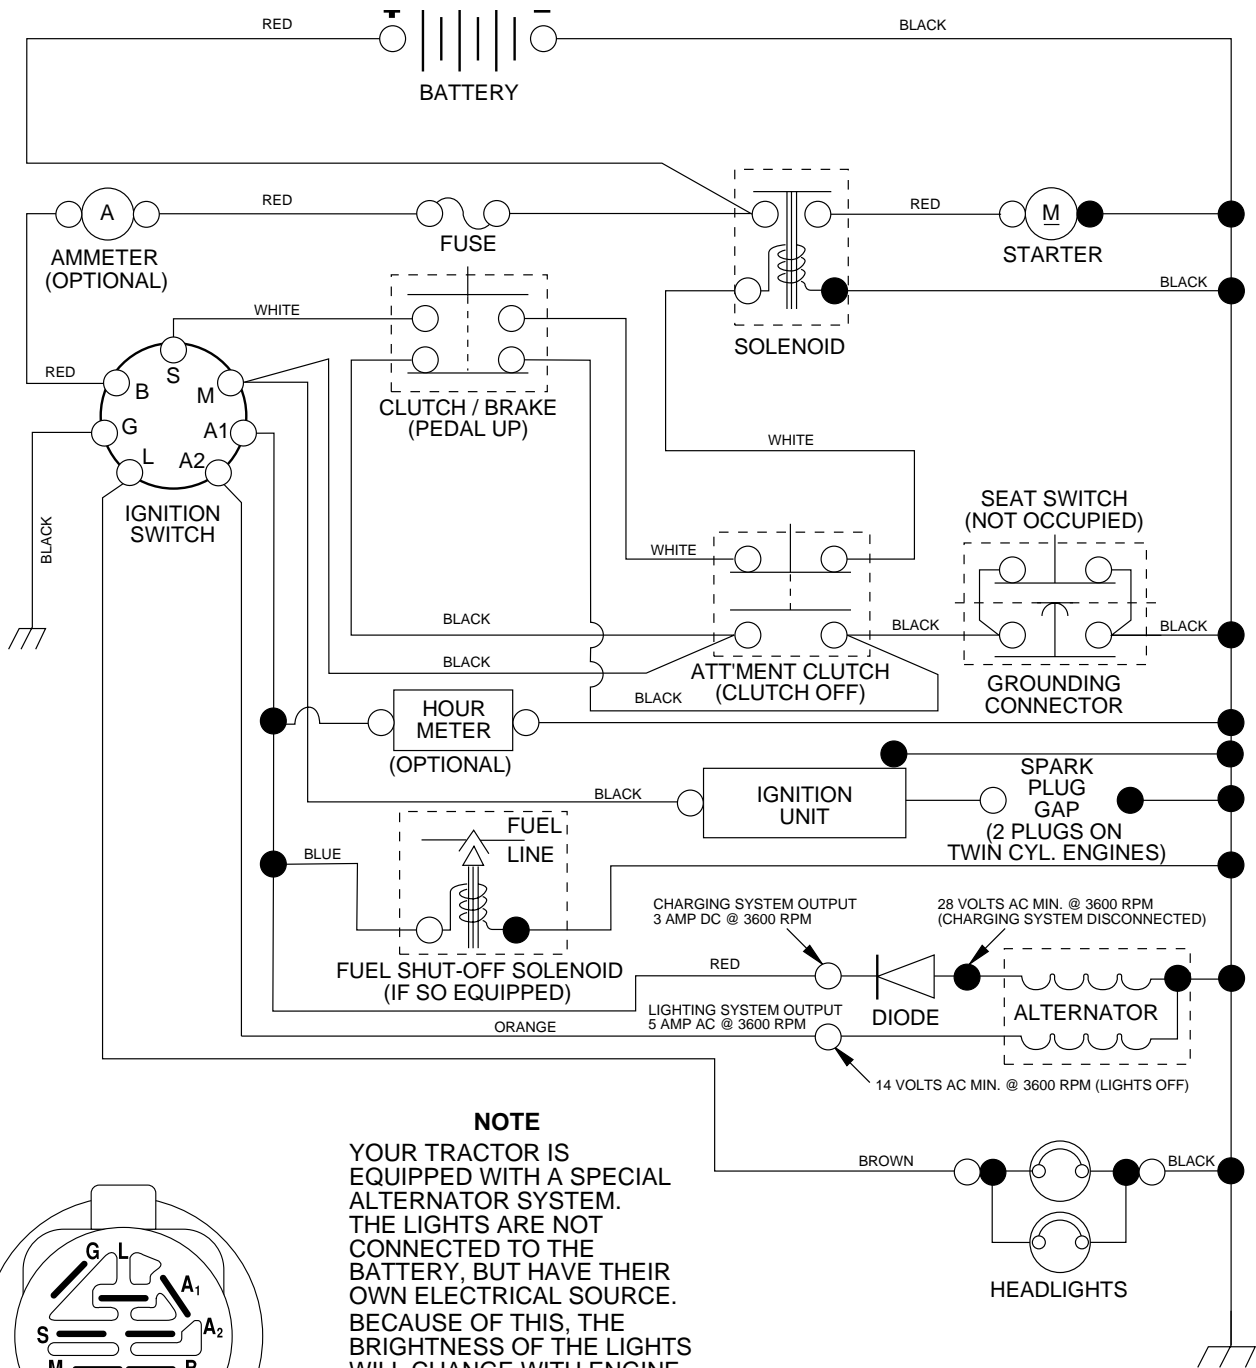 RED
+
−
BLACK
BATTERY
A
RED
RED
M
AMMETER
(OPTIONAL)
FUSE
STARTER
BLACK
WHITE
SOLENOID
RED
S
B
M
G
A1
L
A2
CLUTCH / BRAKE
(PEDAL UP)
WHITE
IGNITION
SWITCH
BLACK
SEAT SWITCH
(NOT OCCUPIED)
WHITE
BLACK
BLACK
BLACK
BLACK
ATT'MENT CLUTCH
(CLUTCH OFF)
BLACK
GROUNDING
CONNECTOR
HOUR
METER
(OPTIONAL)
BLACK
IGNITION
UNIT
SPARK
PLUG
GAP
(2 PLUGS ON
TWIN CYL. ENGINES)
FUEL
LINE
BLUE
CHARGING SYSTEM OUTPUT
3 AMP DC @ 3600 RPM
28 VOLTS AC MIN. @ 3600 RPM
(CHARGING SYSTEM DISCONNECTED)
FUEL SHUT-OFF SOLENOID
(IF SO EQUIPPED)
RED
LIGHTING SYSTEM OUTPUT
5 AMP AC @ 3600 RPM
DIODE
ALTERNATOR
ORANGE
14 VOLTS AC MIN. @ 3600 RPM (LIGHTS OFF)
NOTE
YOUR TRACTOR IS
EQUIPPED WITH A SPECIAL
ALTERNATOR SYSTEM.
THE LIGHTS ARE NOT
CONNECTED TO THE
BATTERY, BUT HAVE THEIR
OWN ELECTRICAL SOURCE.
BECAUSE OF THIS, THE
BRIGHTNESS OF THE LIGHTS
WILL CHANGE WITH ENGINE
BROWN
BLACK
HEADLIGHTS
G
L
A1
A2
S
M
B